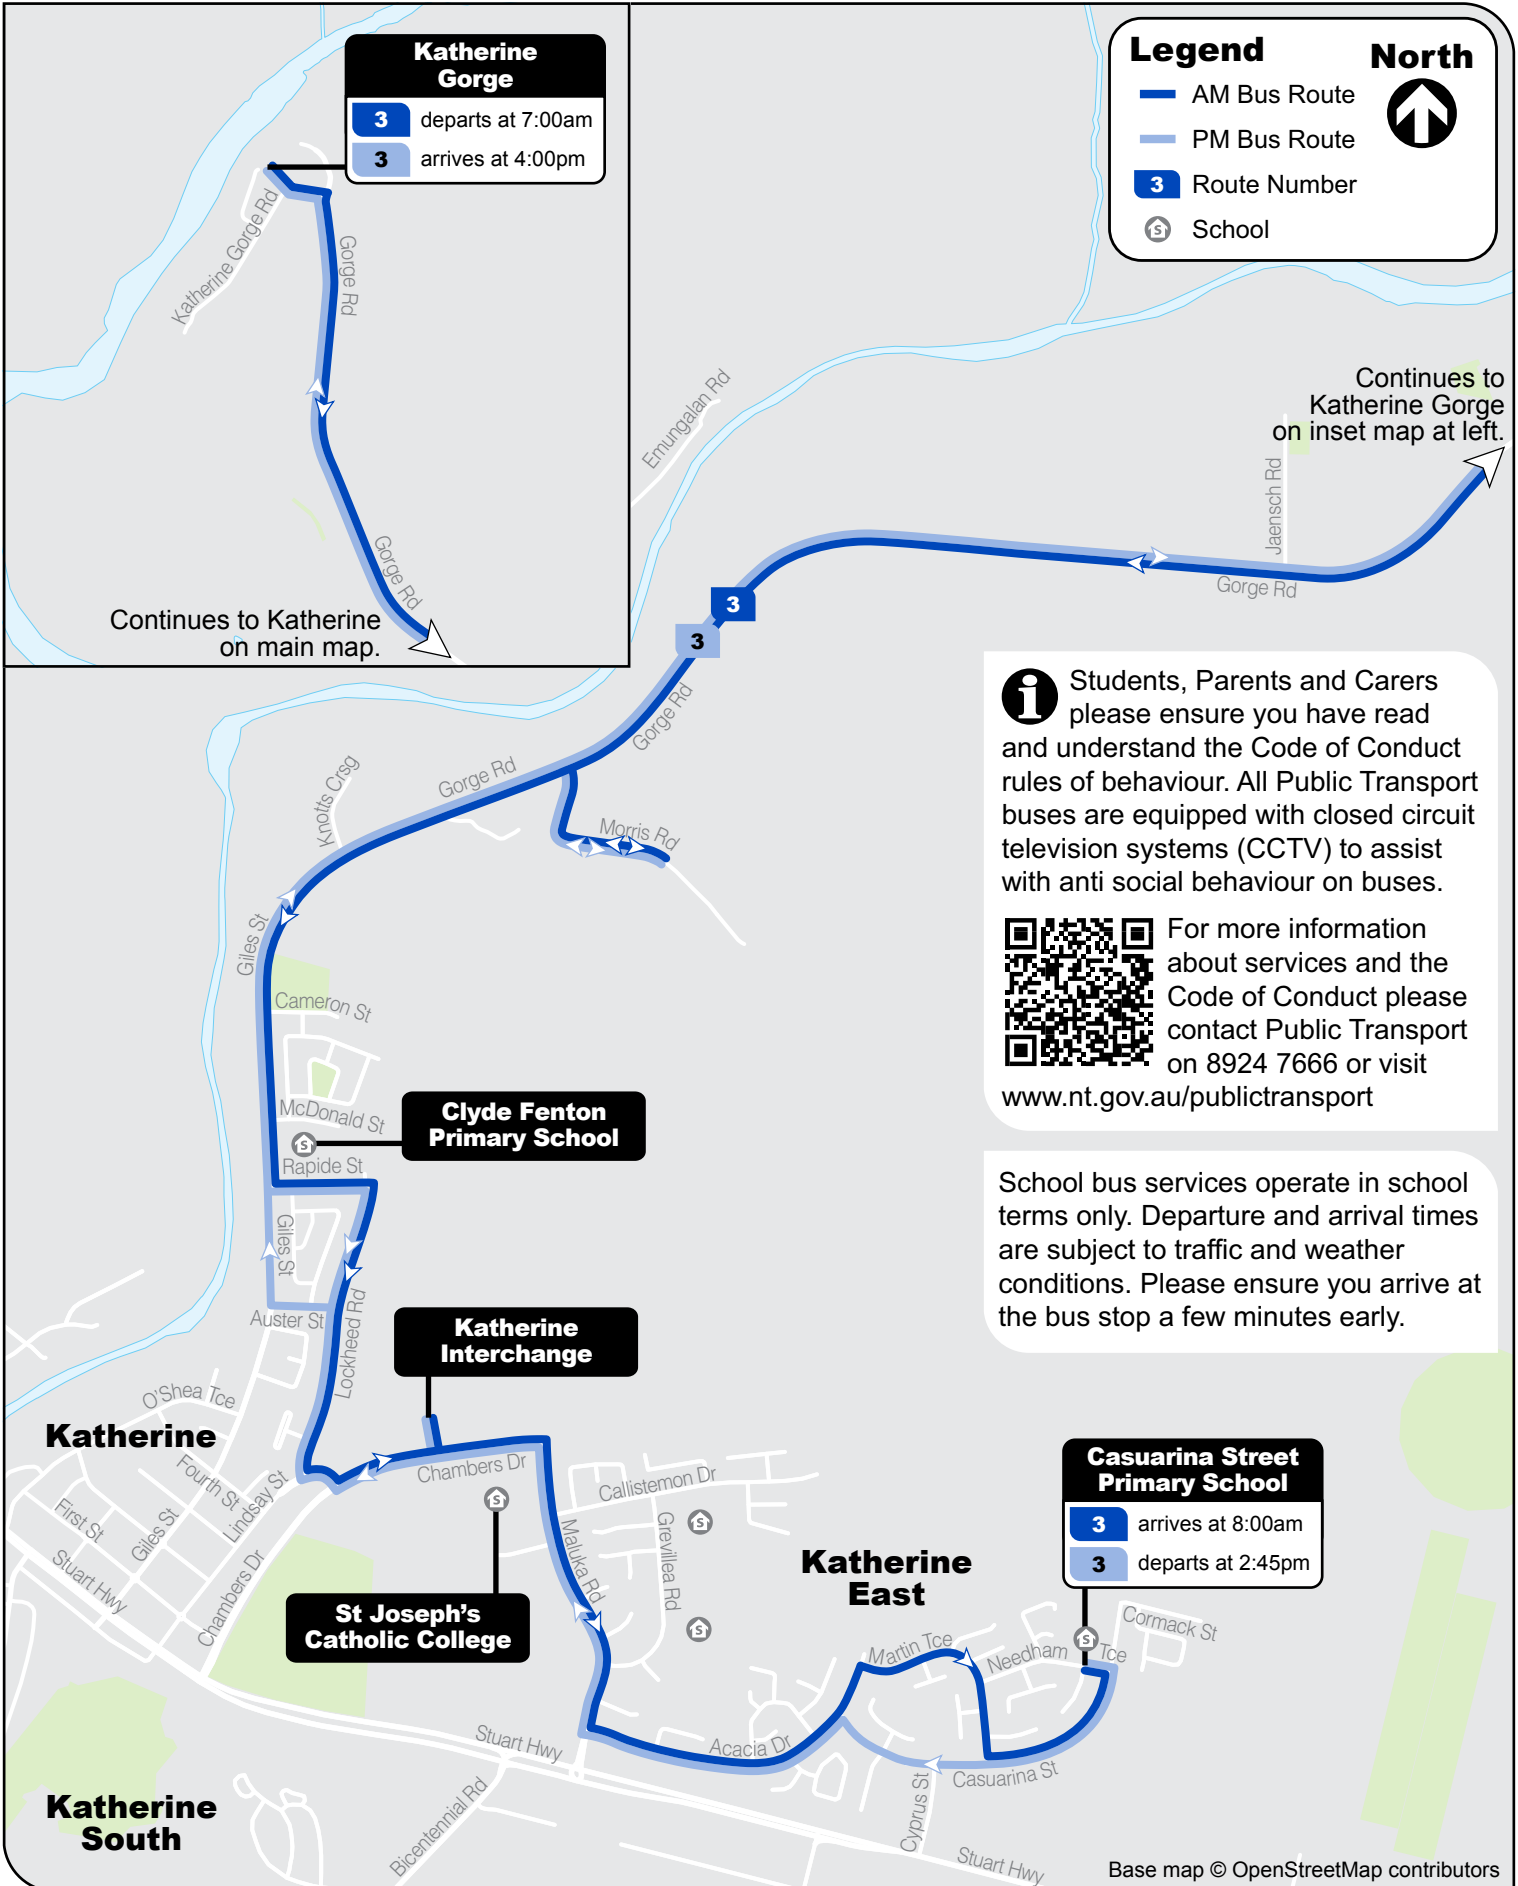 Katherine
Gorge
3 departs at 7:00am
3 arrives at 4:00pm
Legend
North
AM Bus Route
PM Bus Route
3 Route Number
S School
Katherine Gorge Rd
Gorge Rd
Gorge Rd
Continues to Katherine
on main map.
Emungalan Rd
Continues to
Katherine Gorge
on inset map at left.
Jaensch Rd
Gorge Rd
3
3
Gorge Rd
Gorge Rd
Knotts Crsg
Morris Rd
Giles St
i Students, Parents and Carers
please ensure you have read
and understand the Code of Conduct
rules of behaviour. All Public Transport
buses are equipped with closed circuit
television systems (CCTV) to assist
with anti social behaviour on buses.
For more information
about services and the
Code of Conduct please
contact Public Transport
on 8924 7666 or visit
www.nt.gov.au/publictransport
School bus services operate in school
terms only. Departure and arrival times
are subject to traffic and weather
conditions. Please ensure you arrive at
the bus stop a few minutes early.
Cameron St
McDonald St
Clyde Fenton
Primary School
S
Rapide St
Giles St
Auster St
Lockheed Rd
Katherine
Interchange
O'Shea Tce
Katherine
Fourth St
Lindsay St
First St
Giles St
Stuart Hwy
Chambers Dr
Chambers Dr
S
St Joseph's
Catholic College
Callistemon Dr
Maluka Rd
Grevillea Rd
S
S
Katherine
East
Casuarina Street
Primary School
3 arrives at 8:00am
3 departs at 2:45pm
S
Cormack St
Martin Tce
Needham Tce
Acacia Dr
Casuarina St
Cyprus St
Stuart Hwy
Bicentennial Rd
Stuart Hwy
Katherine
South
Base map © OpenStreetMap contributors